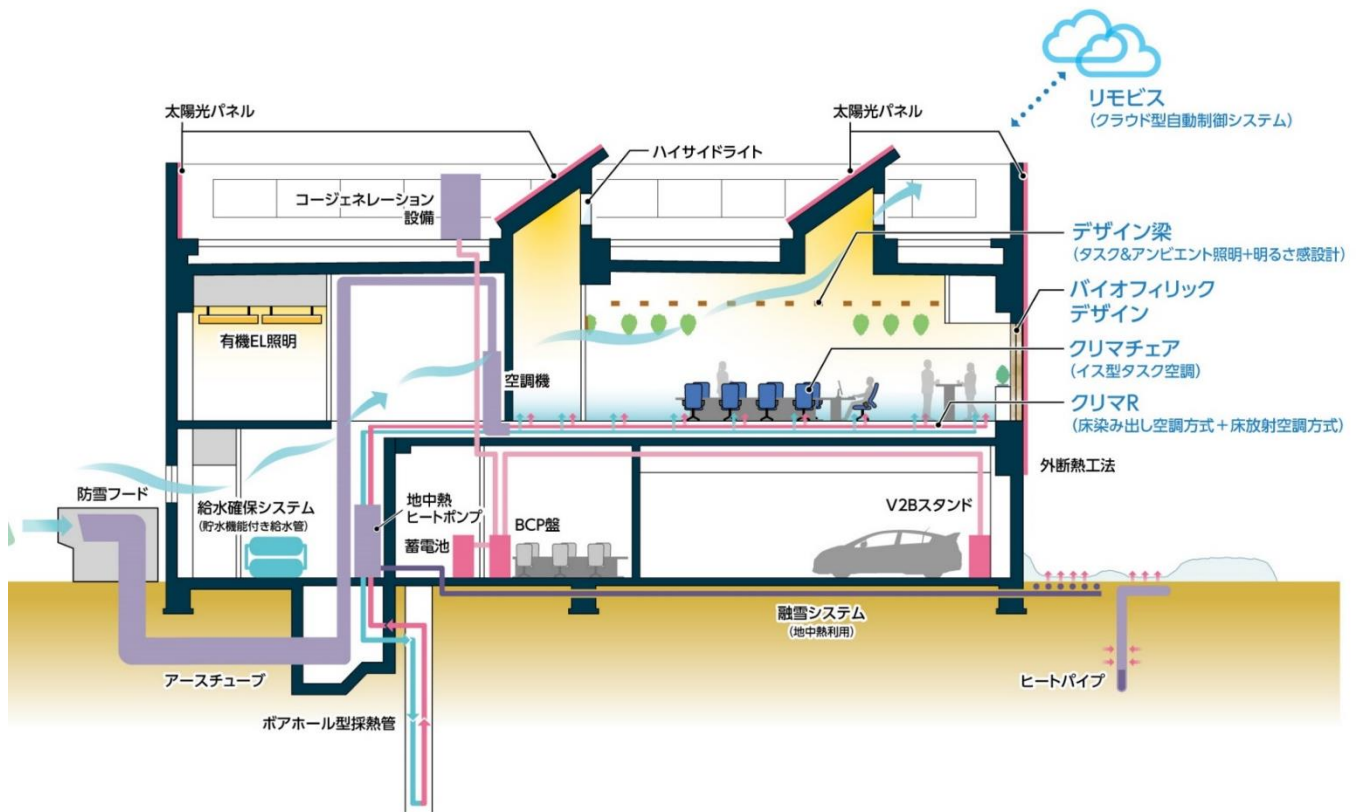 リモビス
（クラウド型自動制御システム）
太陽光パネル
太陽光パネル
ハイサイドライト
コージェネレーション
設備
デザイン梁
（タスク&アンビエント照明+明るさ感設計）
バイオフィリック
デザイン
有機EL照明
空調機
クリマチェア
（イス型タスク空調）
クリマR
（床染み出し空調方式+床放射空調方式）
外断熱工法
防雪フード
給水確保システム
（貯水機能付き給水管）
地中熱
ヒートポンプ
蓄電池
BCP盤
V2Bスタンド
融雪システム
（地中熱利用）
アースチューブ
ヒートパイプ
ボアホール型採熱管